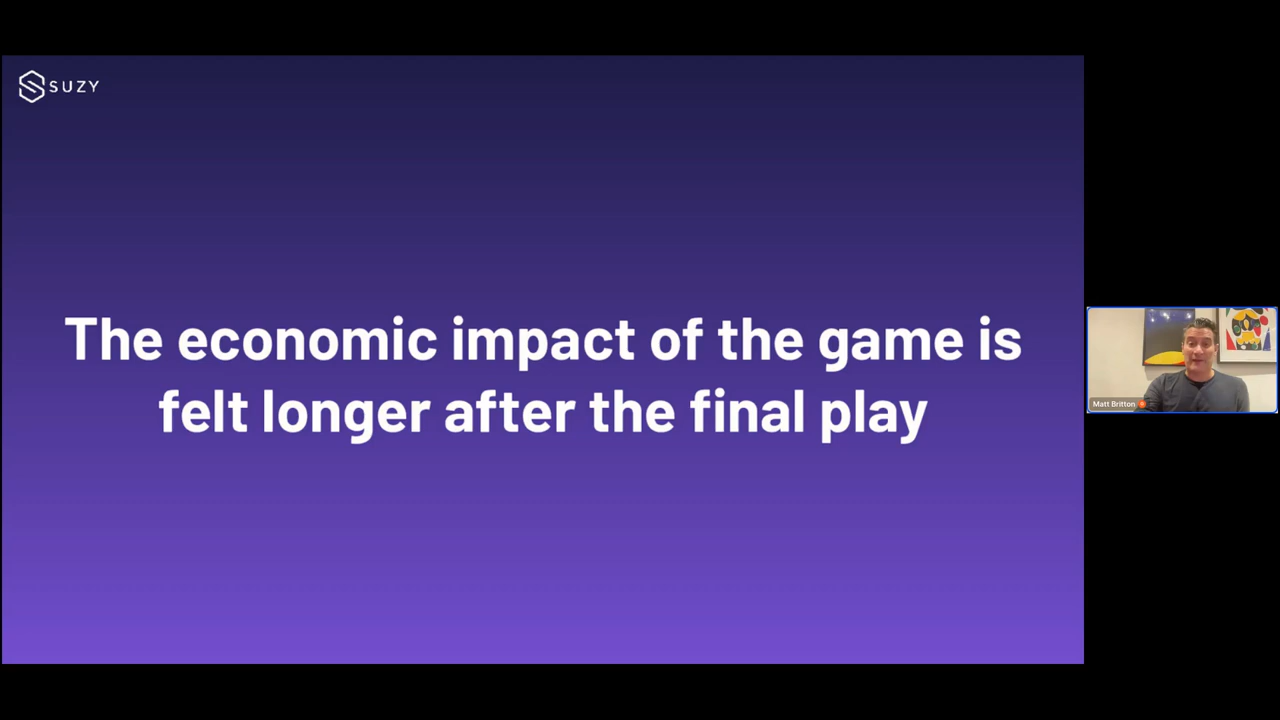 SUZY
The economic impact of the game is
felt longer after the final play
Matt Britton